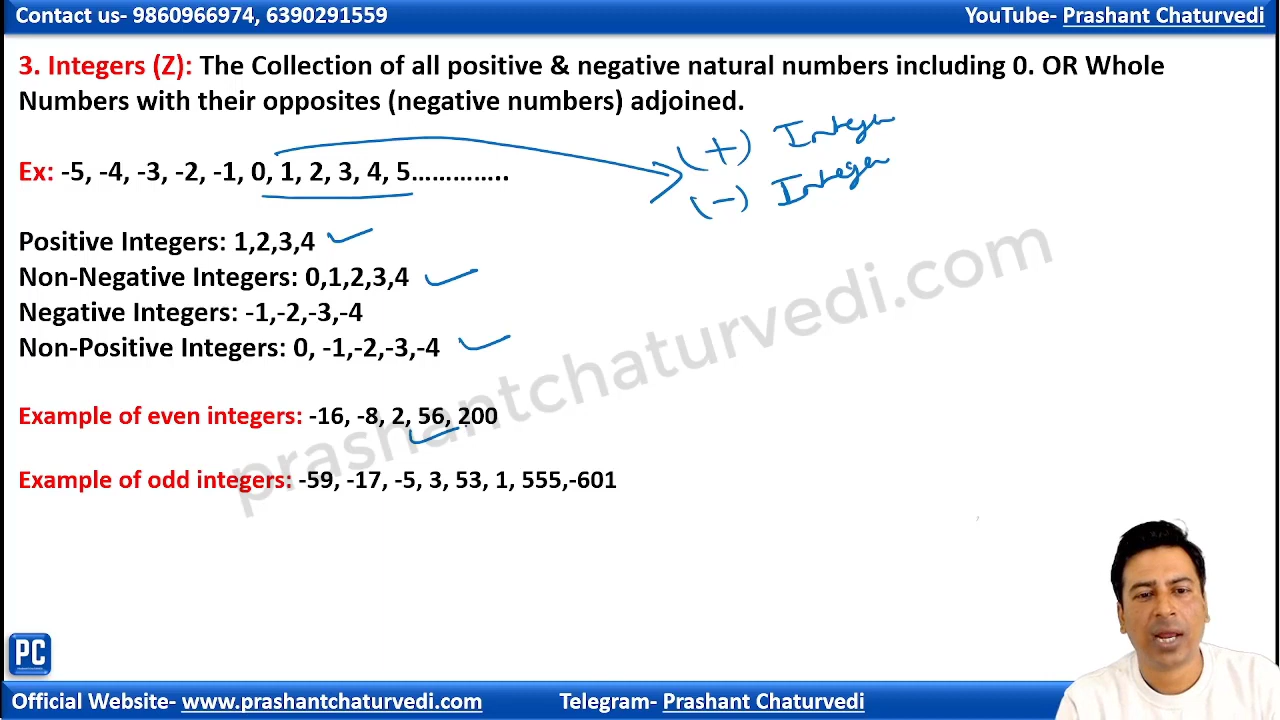 Contact us- 9860966974, 6390291559
YouTube- Prashant Chaturvedi
3. Integers (Z): The Collection of all positive & negative natural numbers including 0. OR Whole
Numbers with their opposites (negative numbers) adjoined.
(+) Integer
Ex: -5, -4, -3, -2, -1, 0, 1, 2, 3, 4, 5…………..
(-) Integer
Positive Integers: 1,2,3,4
Non-Negative Integers: 0,1,2,3,4
Negative Integers: -1,-2,-3,-4
Non-Positive Integers: 0, -1,-2,-3,-4
prashantchaturvedi.com
Example of even integers: -16, -8, 2, 56, 200
Example of odd integers: -59, -17, -5, 3, 53, 1, 555,-601
PC
Official Website- www.prashantchaturvedi.com
Telegram- Prashant Chaturvedi